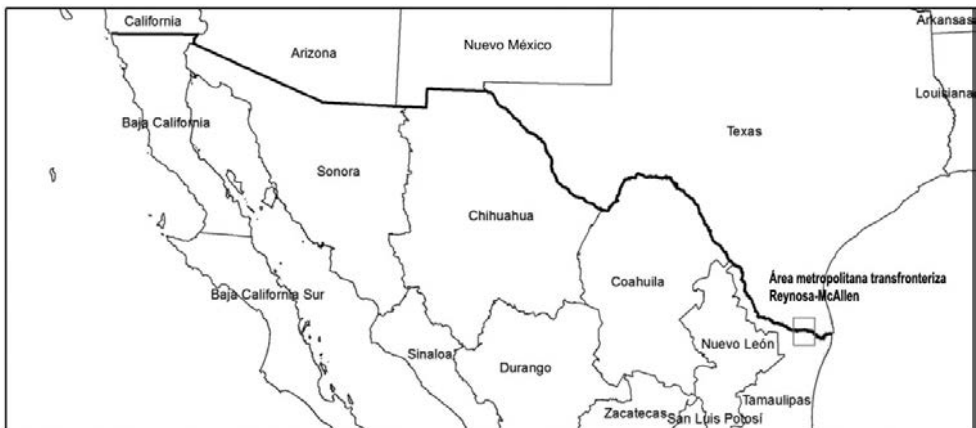 California
Arizona
Nuevo México
Arkansas
Louisiana
Baja California
Texas
Sonora
Chihuahua
Área metropolitana transfronteriza
Reynosa-McAllen
Coahuila
Baja California Sur
Nuevo León
Sinaloa
Durango
Tamaulipas
Zacatecas
San Luis Potosí